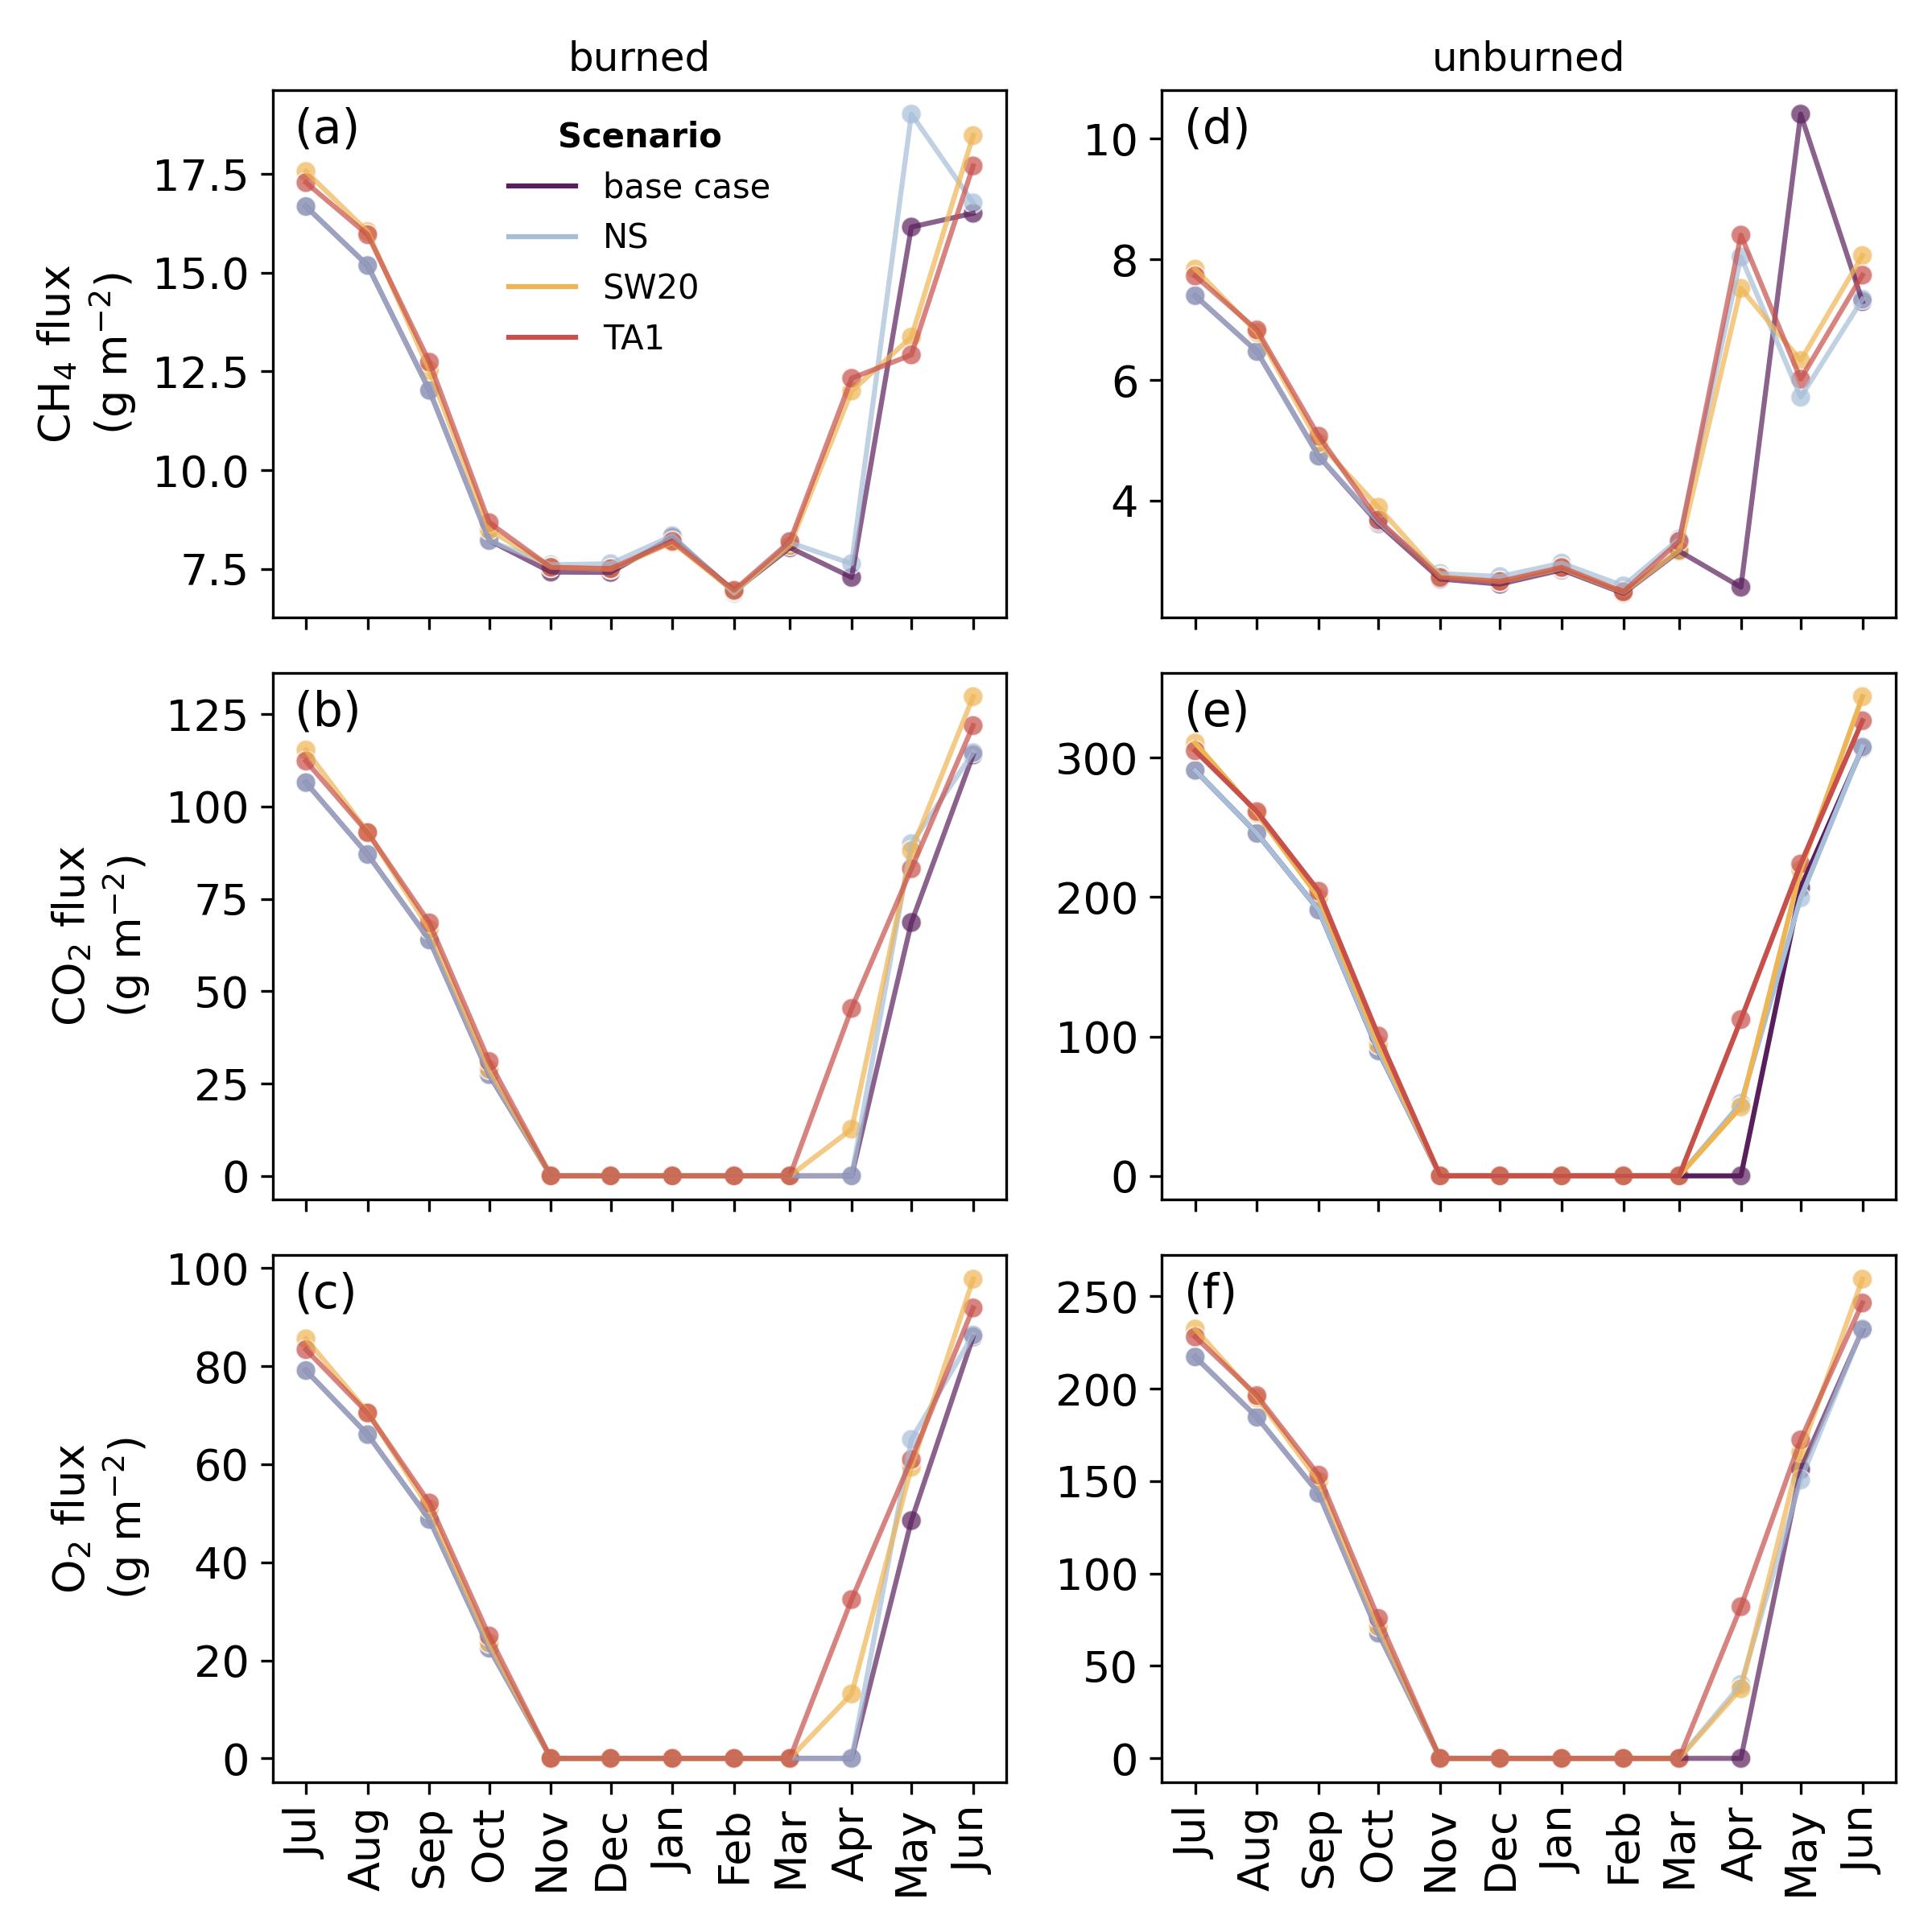 burned
unburned
(a)
Scenario
base case
NS
SW20
TA1
CH₄ flux
(g m⁻²)
17.5
15.0
12.5
10.0
7.5
(d)
10
8
6
4
(b)
CO₂ flux
(g m⁻²)
125
100
75
50
25
0
(e)
300
200
100
0
(c)
O₂ flux
(g m⁻²)
100
80
60
40
20
0
Jul Aug Sep Oct Nov Dec Jan Feb Mar Apr May Jun
(f)
250
200
150
100
50
0
Jul Aug Sep Oct Nov Dec Jan Feb Mar Apr May Jun